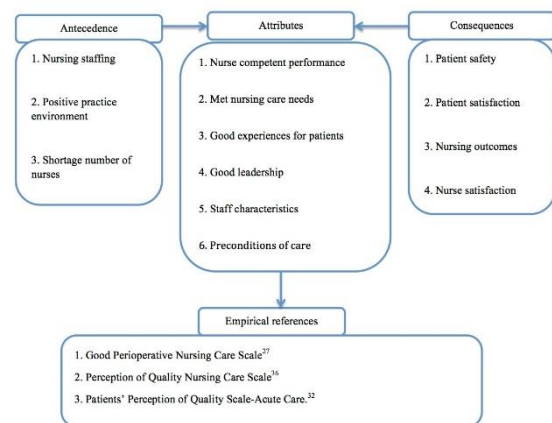 Antecedence
1. Nursing staffing
2. Positive practice
environment
3. Shortage number of
nurses
Attributes
1. Nurse competent performance
2. Met nursing care needs
3. Good experiences for patients
4. Good leadership
5. Staff characteristics
6. Preconditions of care
Consequences
1. Patient safety
2. Patient satisfaction
3. Nursing outcomes
4. Nurse satisfaction
Empirical references
1. Good Perioperative Nursing Care Scale27
2. Perception of Quality Nursing Care Scale36
3. Patients' Perception of Quality Scale-Acute Care.32